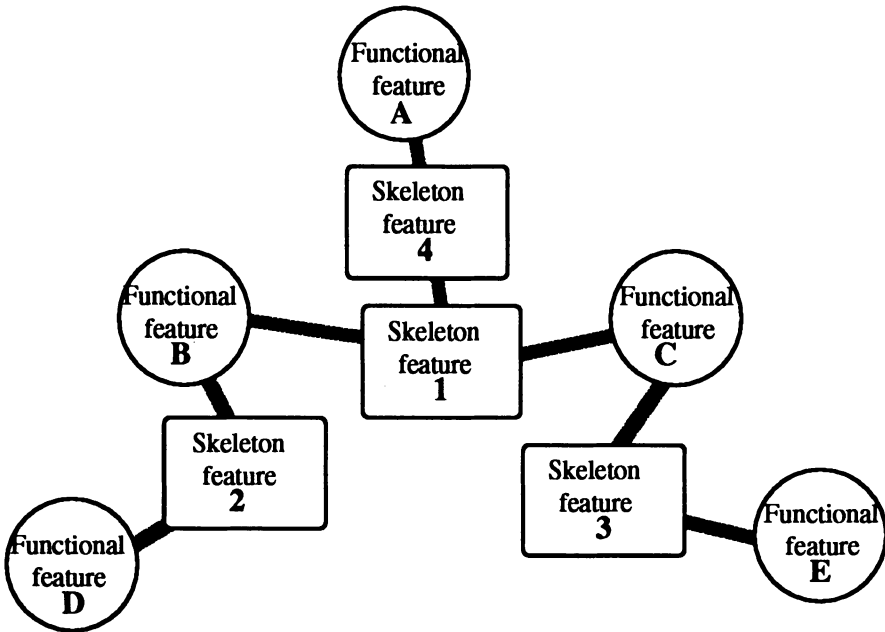 Functional
feature
A
Skeleton
feature
4
Functional
feature
B
Skeleton
feature
1
Functional
feature
C
Skeleton
feature
2
Skeleton
feature
3
Functional
feature
D
Functional
feature
E